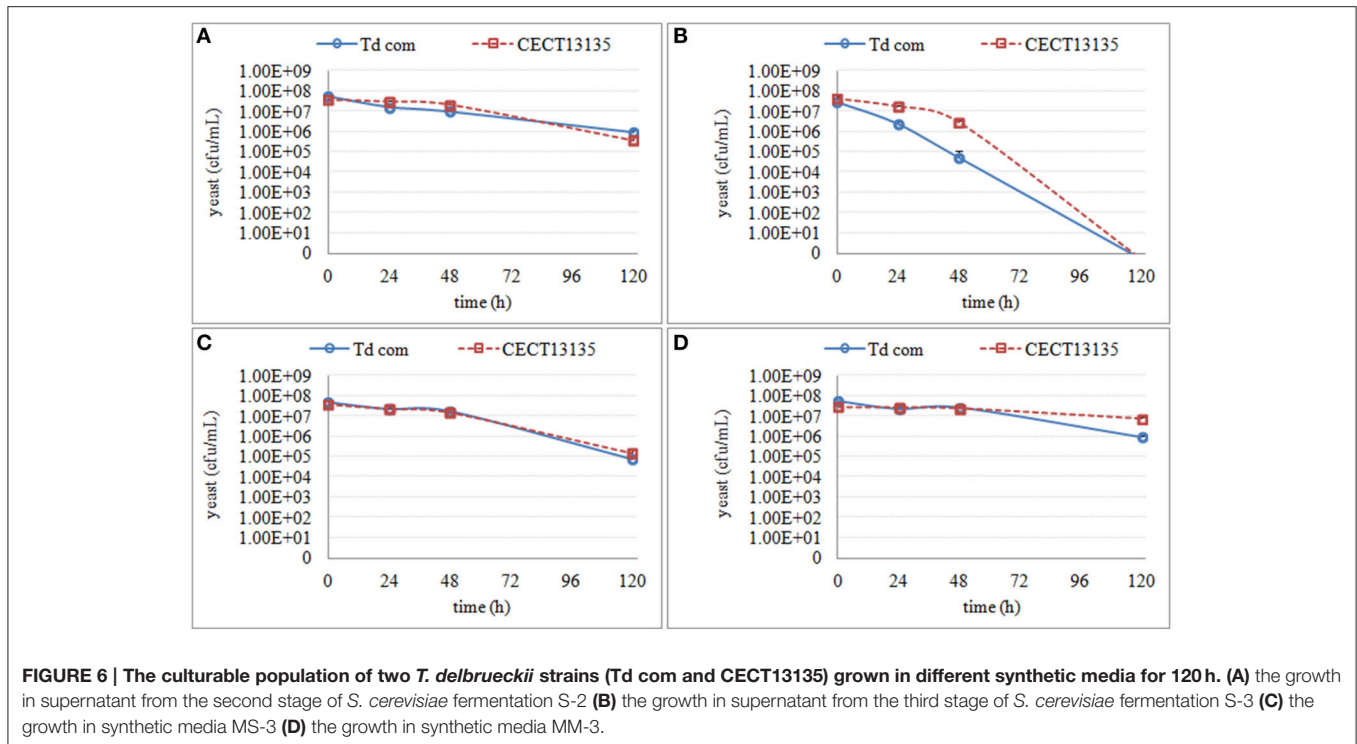 A
Td com
CECT13135
1.00E+09
1.00E+08
1.00E+07
1.00E+06
1.00E+05
1.00E+04
1.00E+03
1.00E+02
1.00E+01
0
yeast (cfu/mL)
0 24 48 72 96 120
time (h)
B
Td com
CECT13135
1.00E+09
1.00E+08
1.00E+07
1.00E+06
1.00E+05
1.00E+04
1.00E+03
1.00E+02
1.00E+01
0
yeast (cfu/mL)
0 24 48 72 96 120
time (h)
C
Td com
CECT13135
1.00E+09
1.00E+08
1.00E+07
1.00E+06
1.00E+05
1.00E+04
1.00E+03
1.00E+02
1.00E+01
0
yeast (cfu/mL)
0 24 48 72 96 120
time (h)
D
Td com
CECT13135
1.00E+09
1.00E+08
1.00E+07
1.00E+06
1.00E+05
1.00E+04
1.00E+03
1.00E+02
1.00E+01
0
yeast (cfu/mL)
0 24 48 72 96 120
time (h)
FIGURE 6 | The culturable population of two T. delbrueckii strains (Td com and CECT13135) grown in different synthetic media for 120 h. (A) the growth
in supernatant from the second stage of S. cerevisiae fermentation S-2 (B) the growth in supernatant from the third stage of S. cerevisiae fermentation S-3 (C) the
growth in synthetic media MS-3 (D) the growth in synthetic media MM-3.